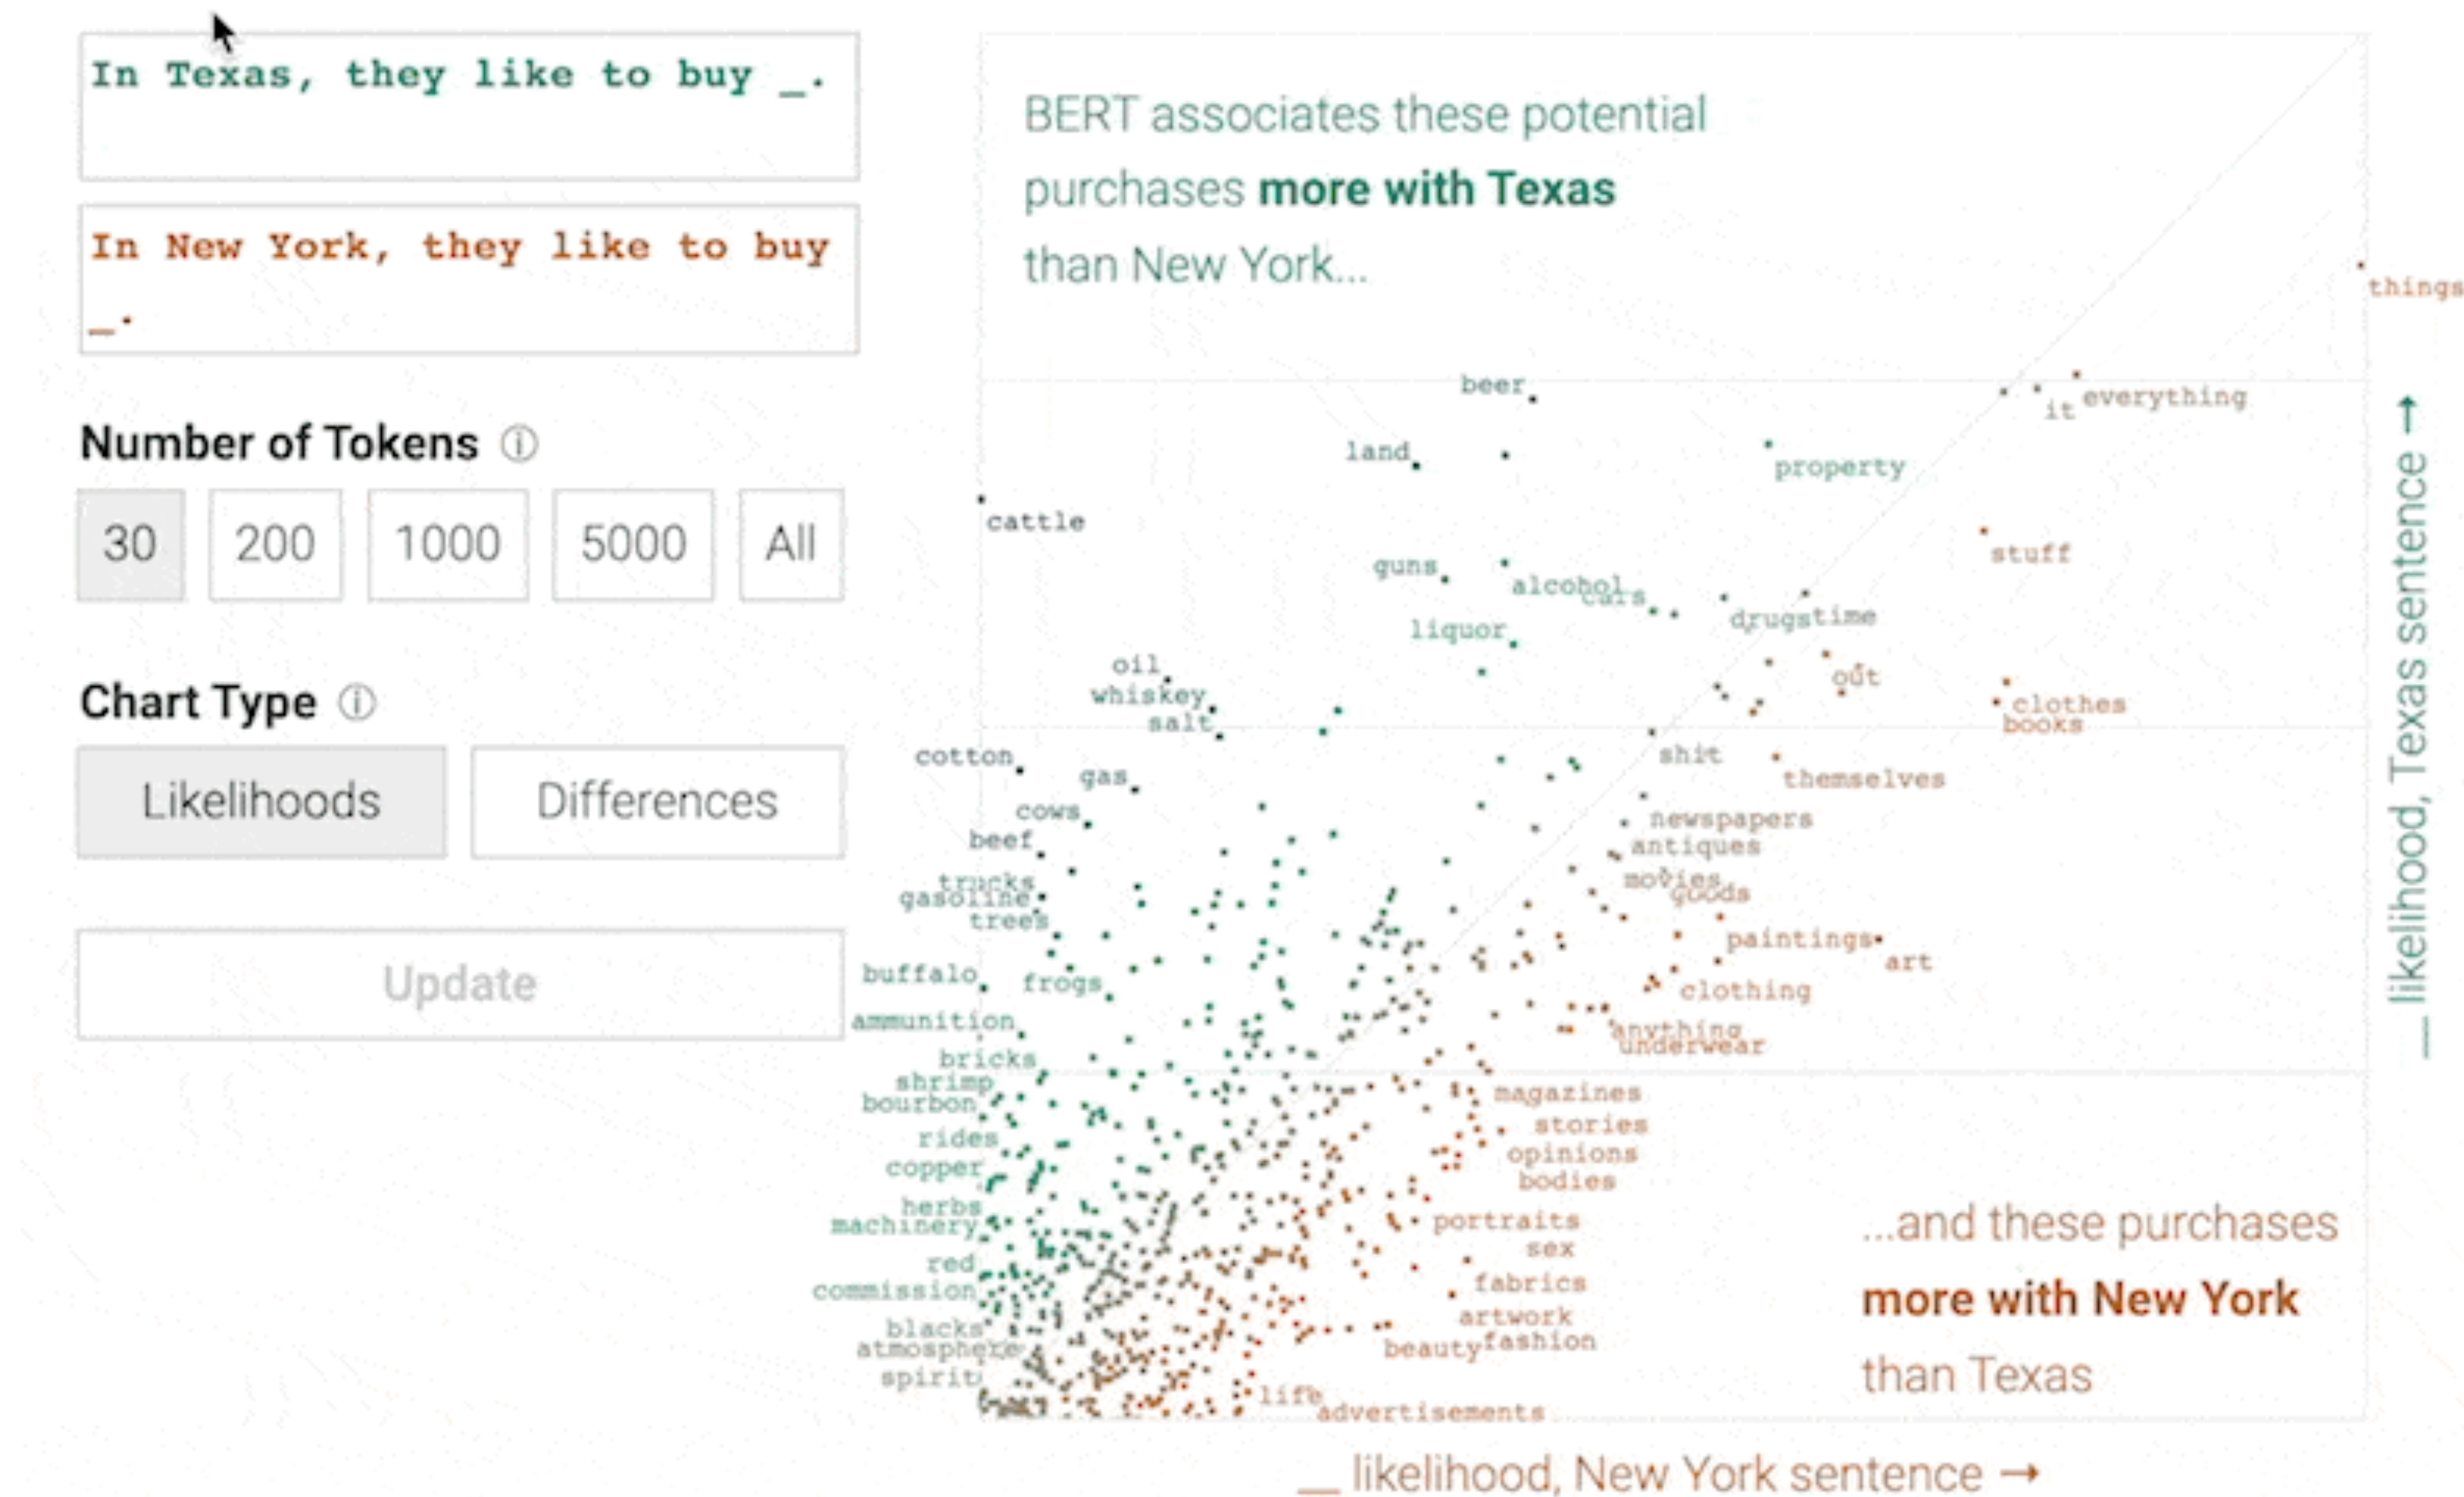 In Texas, they like to buy _.
In New York, they like to buy
_.
Number of Tokens ⓘ
30 200 1000 5000 All
Chart Type ⓘ
Likelihoods Differences
Update
BERT associates these potential
purchases more with Texas
than New York...
things
beer
everything
it
land
property
cattle
stuff
guns
alcohol
cars
drugs
time
liquor
oil
out
whiskey
clothes
salt
books
cotton
shit
gas
themselves
cows
newspapers
beef
antiques
trucks
movies
goods
gasoline
trees
paintings
art
buffalo
frogs
clothing
ammunition
anything
underwear
bricks
shrimp
magazines
bourbon
stories
rides
opinions
copper
bodies
herbs
machinery
portraits
sex
red
fabrics
commission
artwork
blacks
fashion
atmosphere
beauty
spirit
life
advertisements
...and these purchases
more with New York
than Texas
__ likelihood, Texas sentence →
__ likelihood, New York sentence →